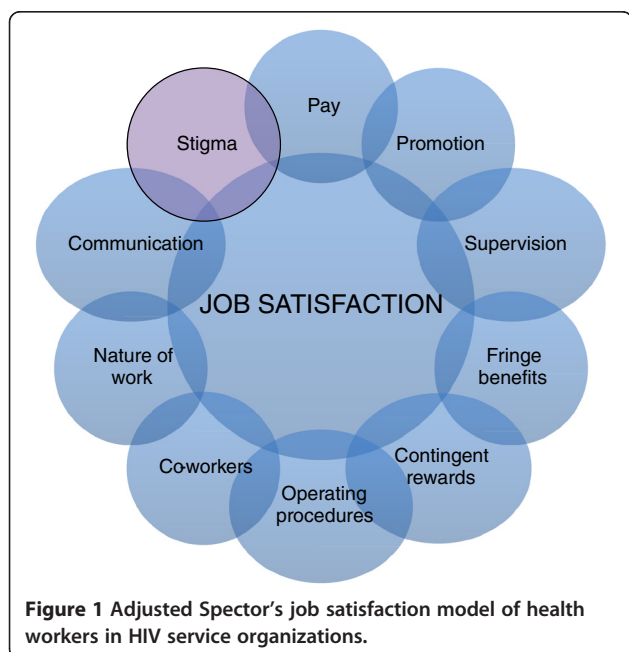 Pay
Stigma
Promotion
Communication
Supervision
JOB SATISFACTION
Nature of
work
Fringe
benefits
Co-workers
Contingent
rewards
Operating
procedures
Figure 1 Adjusted Spector's job satisfaction model of health
workers in HIV service organizations.